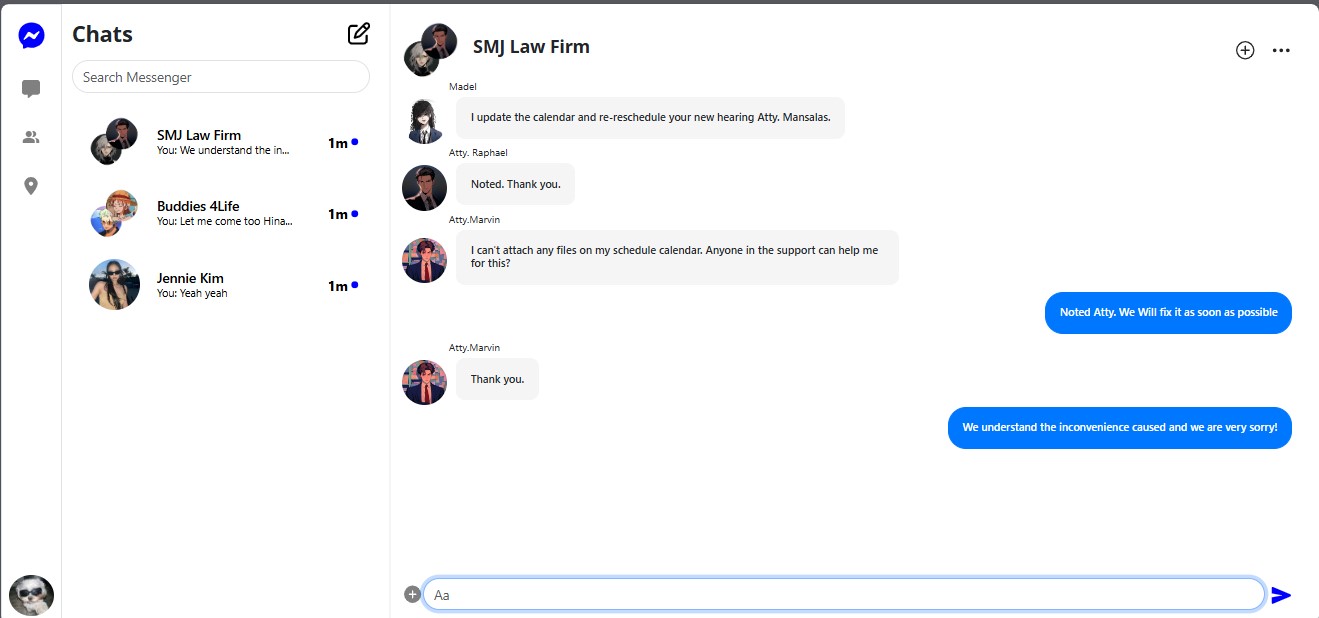 Chats
Search Messenger
SMJ Law Firm
You: We understand the in...
1m
Buddies 4Life
You: Let me come too Hina...
1m
Jennie Kim
You: Yeah yeah
1m
SMJ Law Firm
Madel
I update the calendar and re-reschedule your new hearing Atty. Mansalas.
Atty. Raphael
Noted. Thank you.
Atty.Marvin
I can't attach any files on my schedule calendar. Anyone in the support can help me
for this?
Noted Atty. We Will fix it as soon as possible
Atty.Marvin
Thank you.
We understand the inconvenience caused and we are very sorry!
Aa